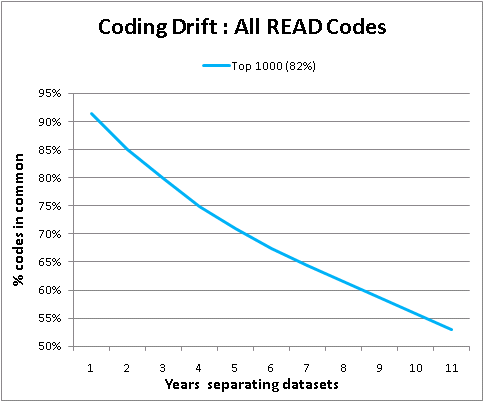 Coding Drift : All READ Codes
Top 1000 (82%)
95%
90%
85%
80%
75%
70%
65%
60%
55%
50%
% codes in common
1 2 3 4 5 6 7 8 9 10 11
Years separating datasets